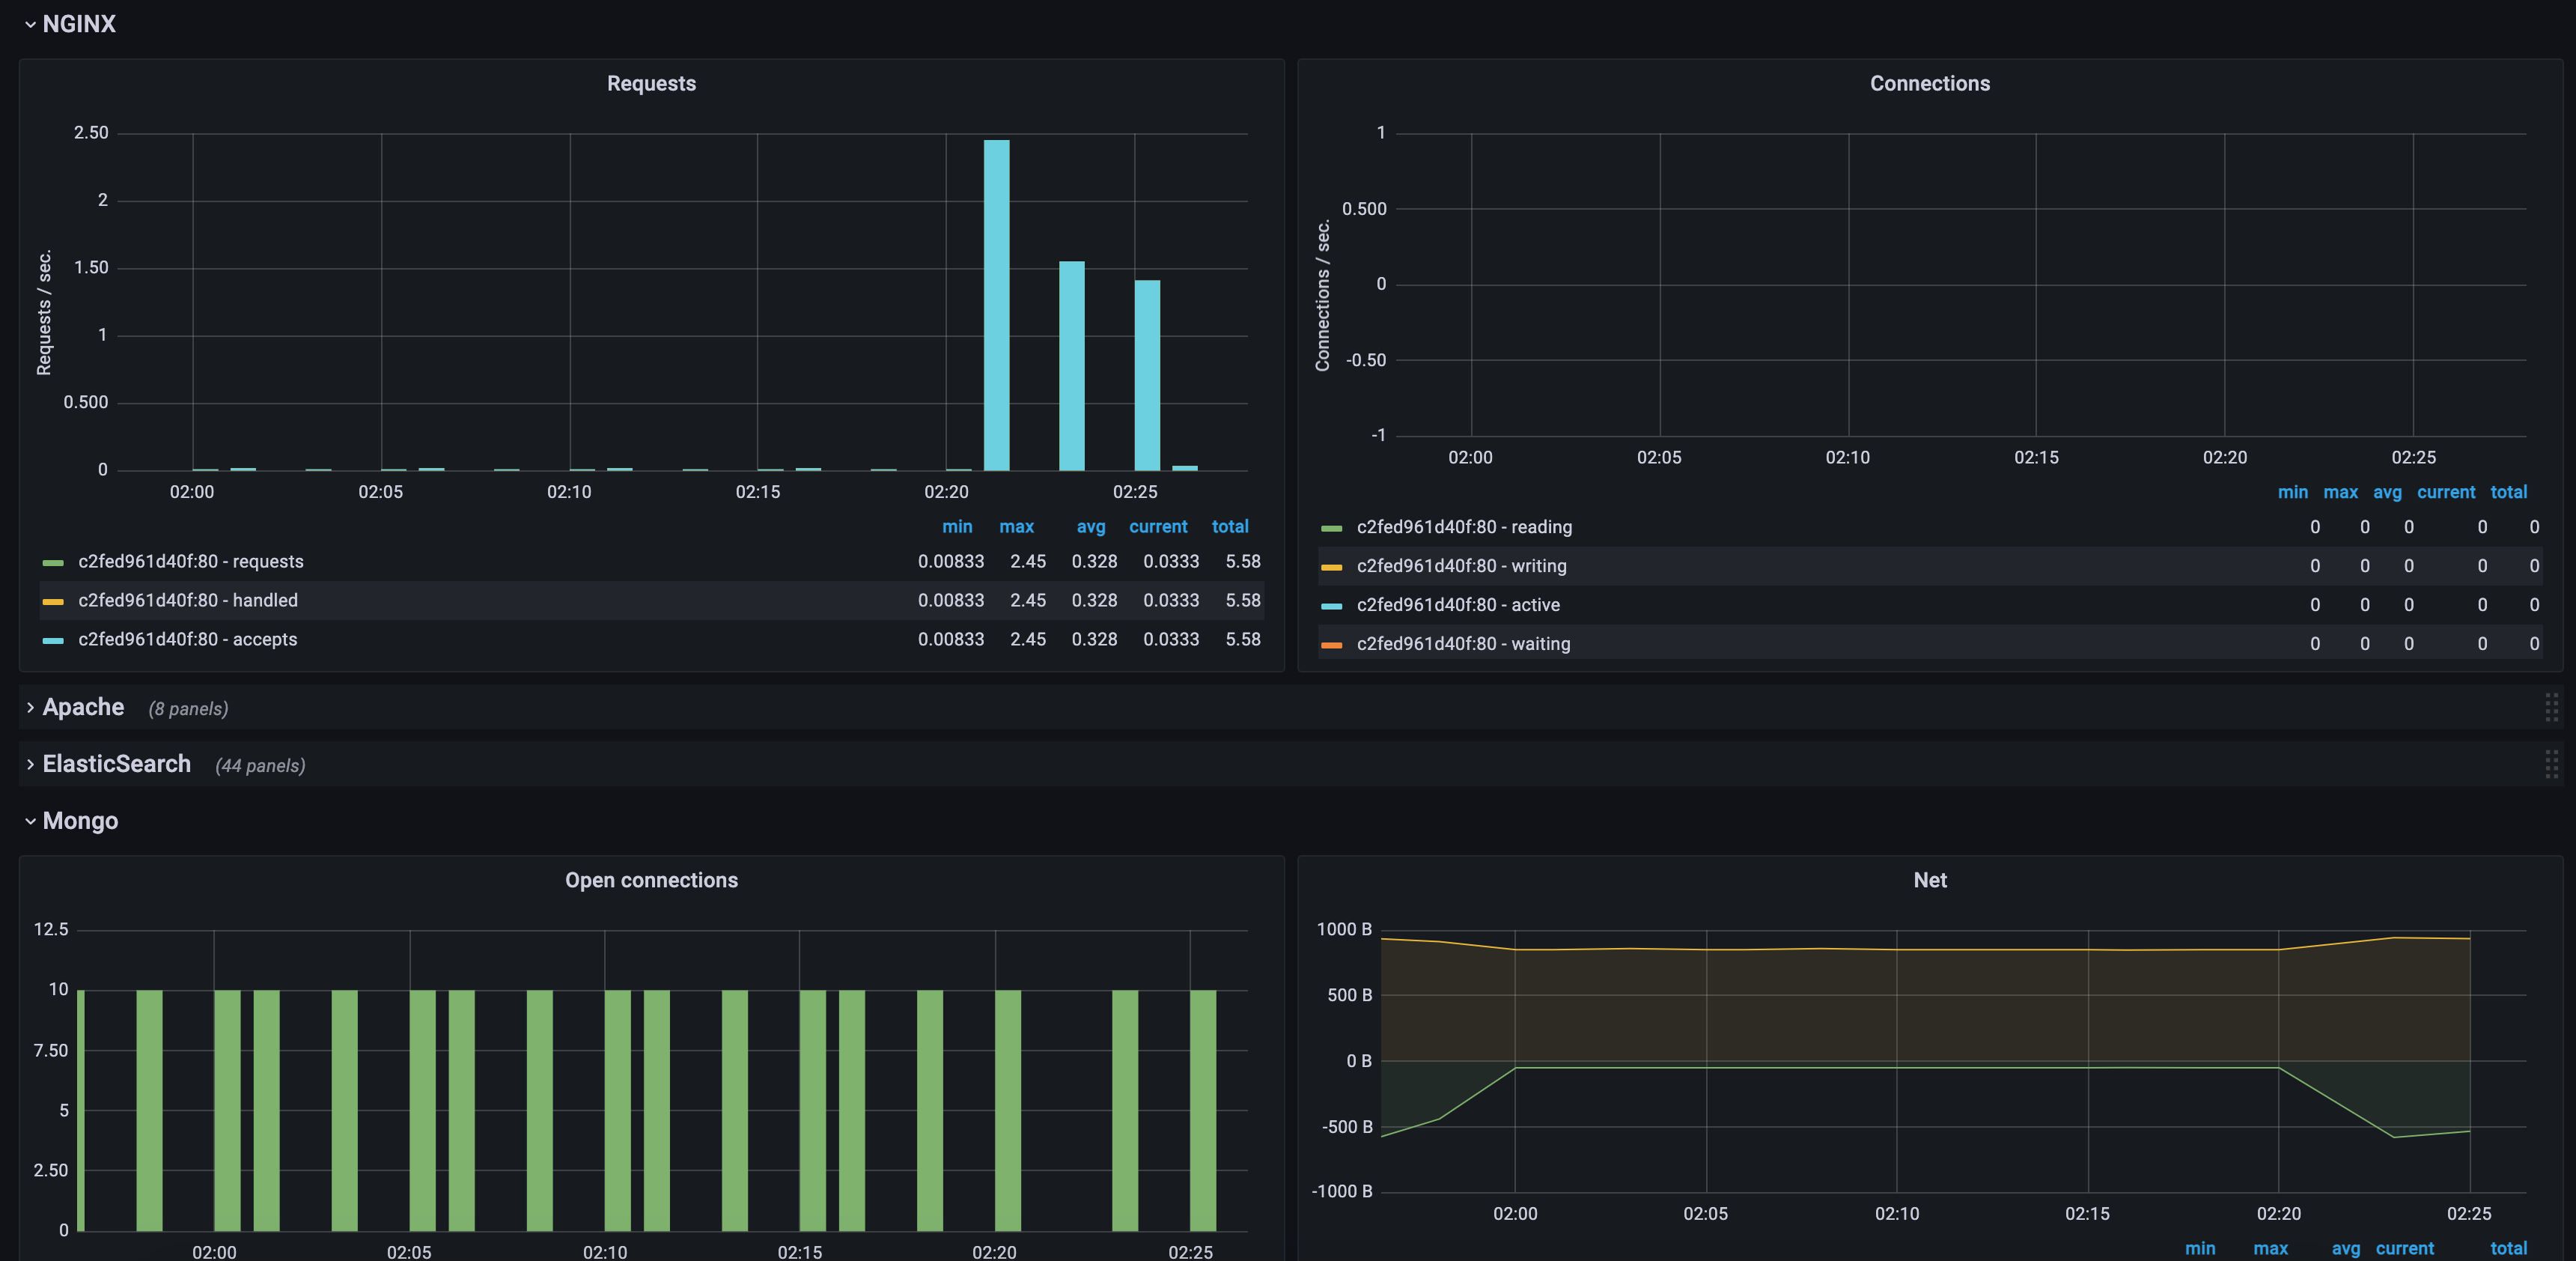 NGINX
Requests
2.50
2
1.50
1
0.500
0
Requests / sec.
02:00 02:05 02:10 02:15 02:20 02:25
min max avg current total
c2fed961d40f:80 - requests 0.00833 2.45 0.328 0.0333 5.58
c2fed961d40f:80 - handled 0.00833 2.45 0.328 0.0333 5.58
c2fed961d40f:80 - accepts 0.00833 2.45 0.328 0.0333 5.58
Connections
1
0.500
0
-0.50
-1
Connections / sec.
02:00 02:05 02:10 02:15 02:20 02:25
min max avg current total
c2fed961d40f:80 - reading 0 0 0 0 0
c2fed961d40f:80 - writing 0 0 0 0 0
c2fed961d40f:80 - active 0 0 0 0 0
c2fed961d40f:80 - waiting 0 0 0 0 0
Apache (8 panels)
ElasticSearch (44 panels)
Mongo
Open connections
12.5
10
7.50
5
2.50
0
02:00 02:05 02:10 02:15 02:20 02:25
Net
1000 B
500 B
0 B
-500 B
-1000 B
02:00 02:05 02:10 02:15 02:20 02:25
min max avg current total